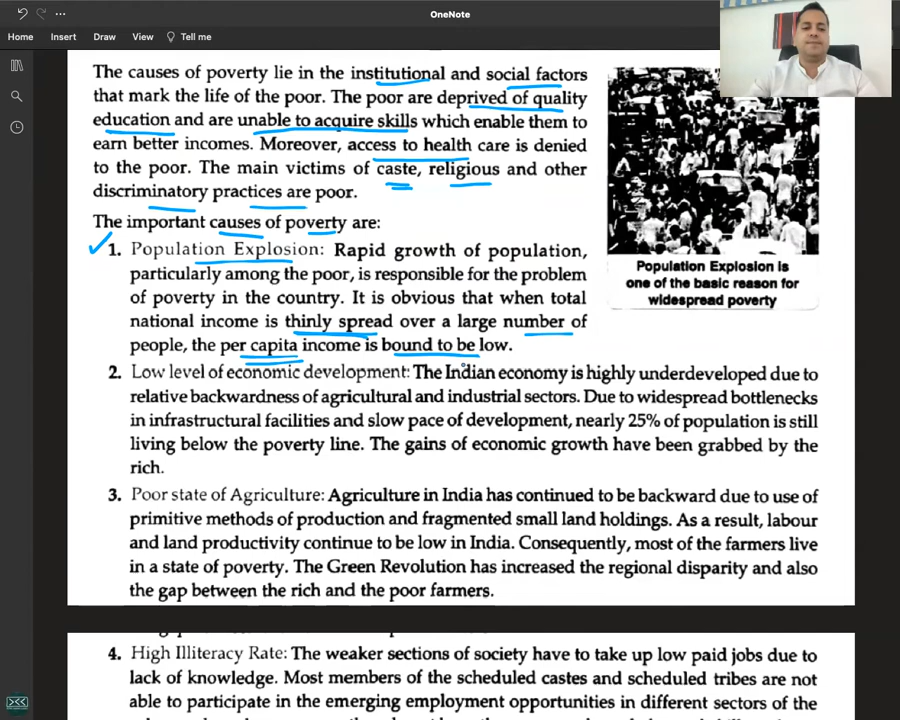 OneNote
Home Insert Draw View Tell me
The causes of poverty lie in the institutional and social factors
that mark the life of the poor. The poor are deprived of quality
education and are unable to acquire skills which enable them to
earn better incomes. Moreover, access to health care is denied
to the poor. The main victims of caste, religious and other
discriminatory practices are poor.
The important causes of poverty are:
1. Population Explosion: Rapid growth of population,
particularly among the poor, is responsible for the problem
of poverty in the country. It is obvious that when total
national income is thinly spread over a large number of
people, the per capita income is bound to be low.
Population Explosion is
one of the basic reason for
widespread poverty
2. Low level of economic development: The Indian economy is highly underdeveloped due to
relative backwardness of agricultural and industrial sectors. Due to widespread bottlenecks
in infrastructural facilities and slow pace of development, nearly 25% of population is still
living below the poverty line. The gains of economic growth have been grabbed by the
rich.
3. Poor state of Agriculture: Agriculture in India has continued to be backward due to use of
primitive methods of production and fragmented small land holdings. As a result, labour
and land productivity continue to be low in India. Consequently, most of the farmers live
in a state of poverty. The Green Revolution has increased the regional disparity and also
the gap between the rich and the poor farmers.
4. High Illiteracy Rate: The weaker sections of society have to take up low paid jobs due to
lack of knowledge. Most members of the scheduled castes and scheduled tribes are not
able to participate in the emerging employment opportunities in different sectors of the